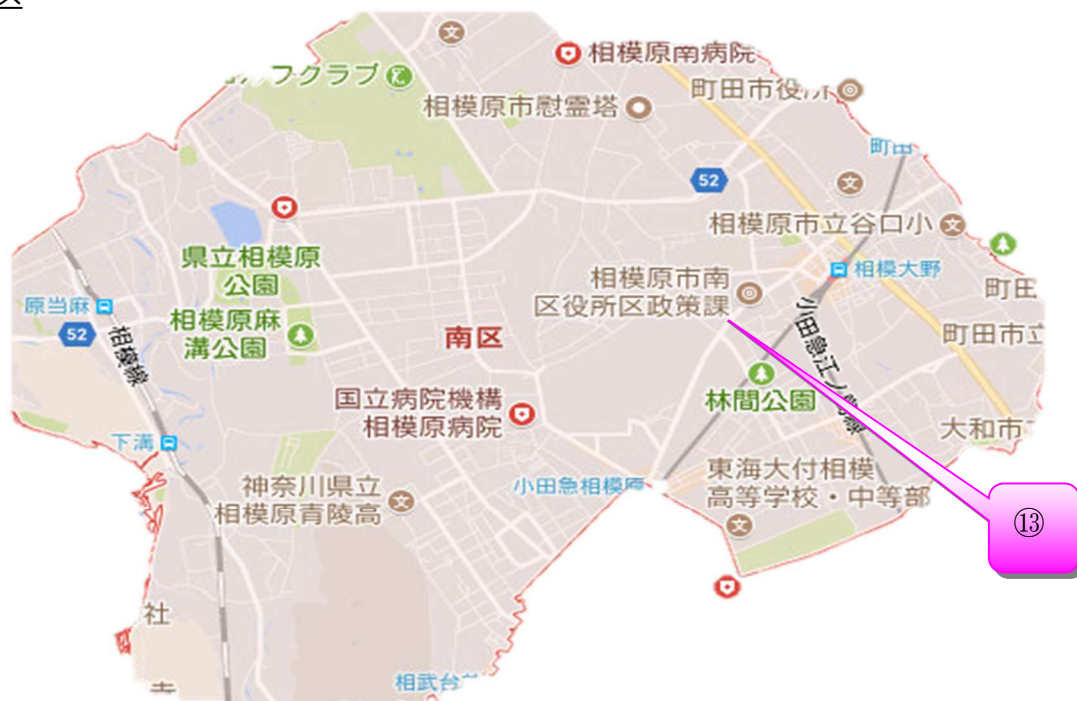 区
相模原南病院
フクラブ
町田市役所
相模原市慰霊塔
町田
52
相模原市立谷口小
県立相模原
公園
相模原市南
区役所区政策課
相模大野
町田
原当麻
52
相模原麻
溝公園
南区
小田急江ノ島線
町田市立
相模線
国立病院機構
相模原病院
林間公園
大和市
下溝
神奈川県立
相模原青陵高
小田急相模原
東海大付相模
高等学校・中等部
⑬
社
相武台